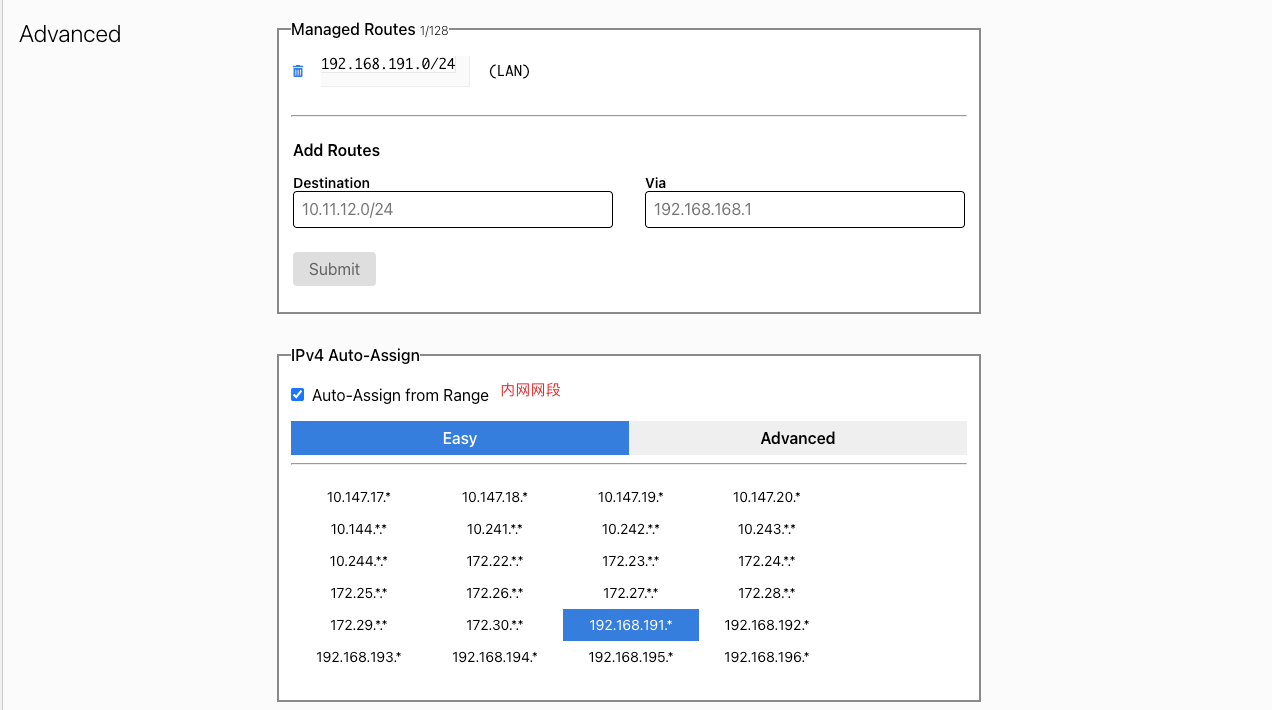 Advanced
Managed Routes 1/128
192.168.191.0/24 (LAN)
Add Routes
Destination Via
10.11.12.0/24 192.168.168.1
Submit
IPv4 Auto-Assign
Auto-Assign from Range 内网网段
Easy Advanced
10.147.17.* 10.147.18.* 10.147.19.* 10.147.20.*
10.144.*.* 10.241.*.* 10.242.*.* 10.243.*.*
10.244.*.* 172.22.*.* 172.23.*.* 172.24.*.*
172.25.*.* 172.26.*.* 172.27.*.* 172.28.*.*
172.29.*.* 172.30.*.* 192.168.191.* 192.168.192.*
192.168.193.* 192.168.194.* 192.168.195.* 192.168.196.*